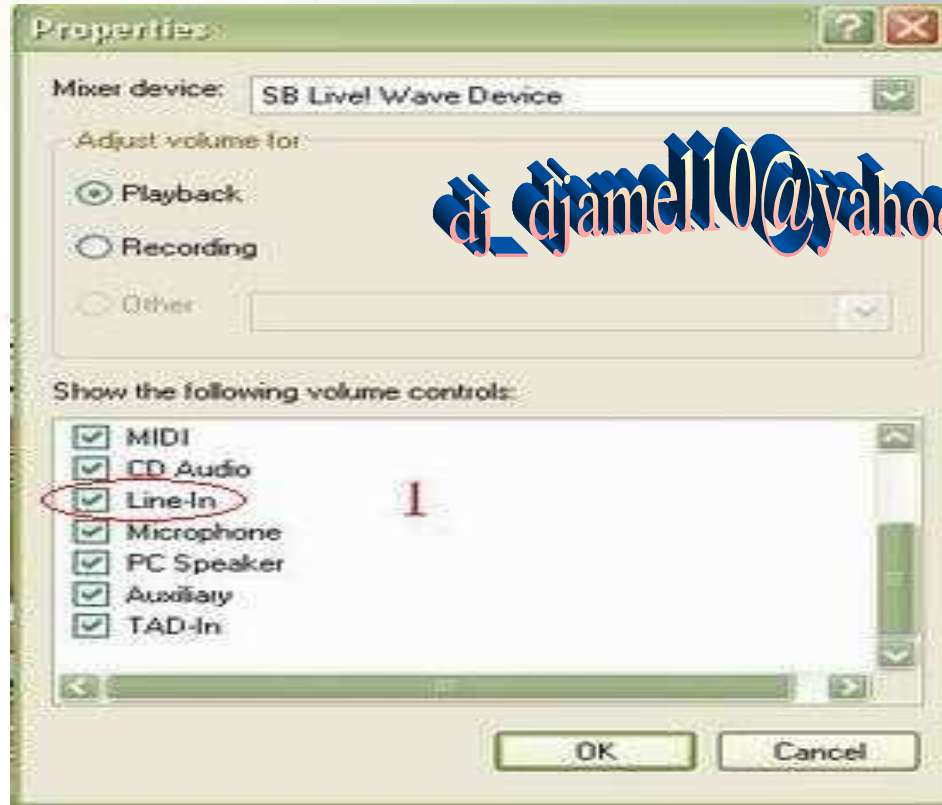 Properties
Mixer device: SB Live! Wave Device
Adjust volume for
Playback
dj_djamel10@yahoo
Recording
Other
Show the following volume controls:
MIDI
CD Audio
Line-In
1
Microphone
PC Speaker
Auxiliary
TAD-In
OK Cancel